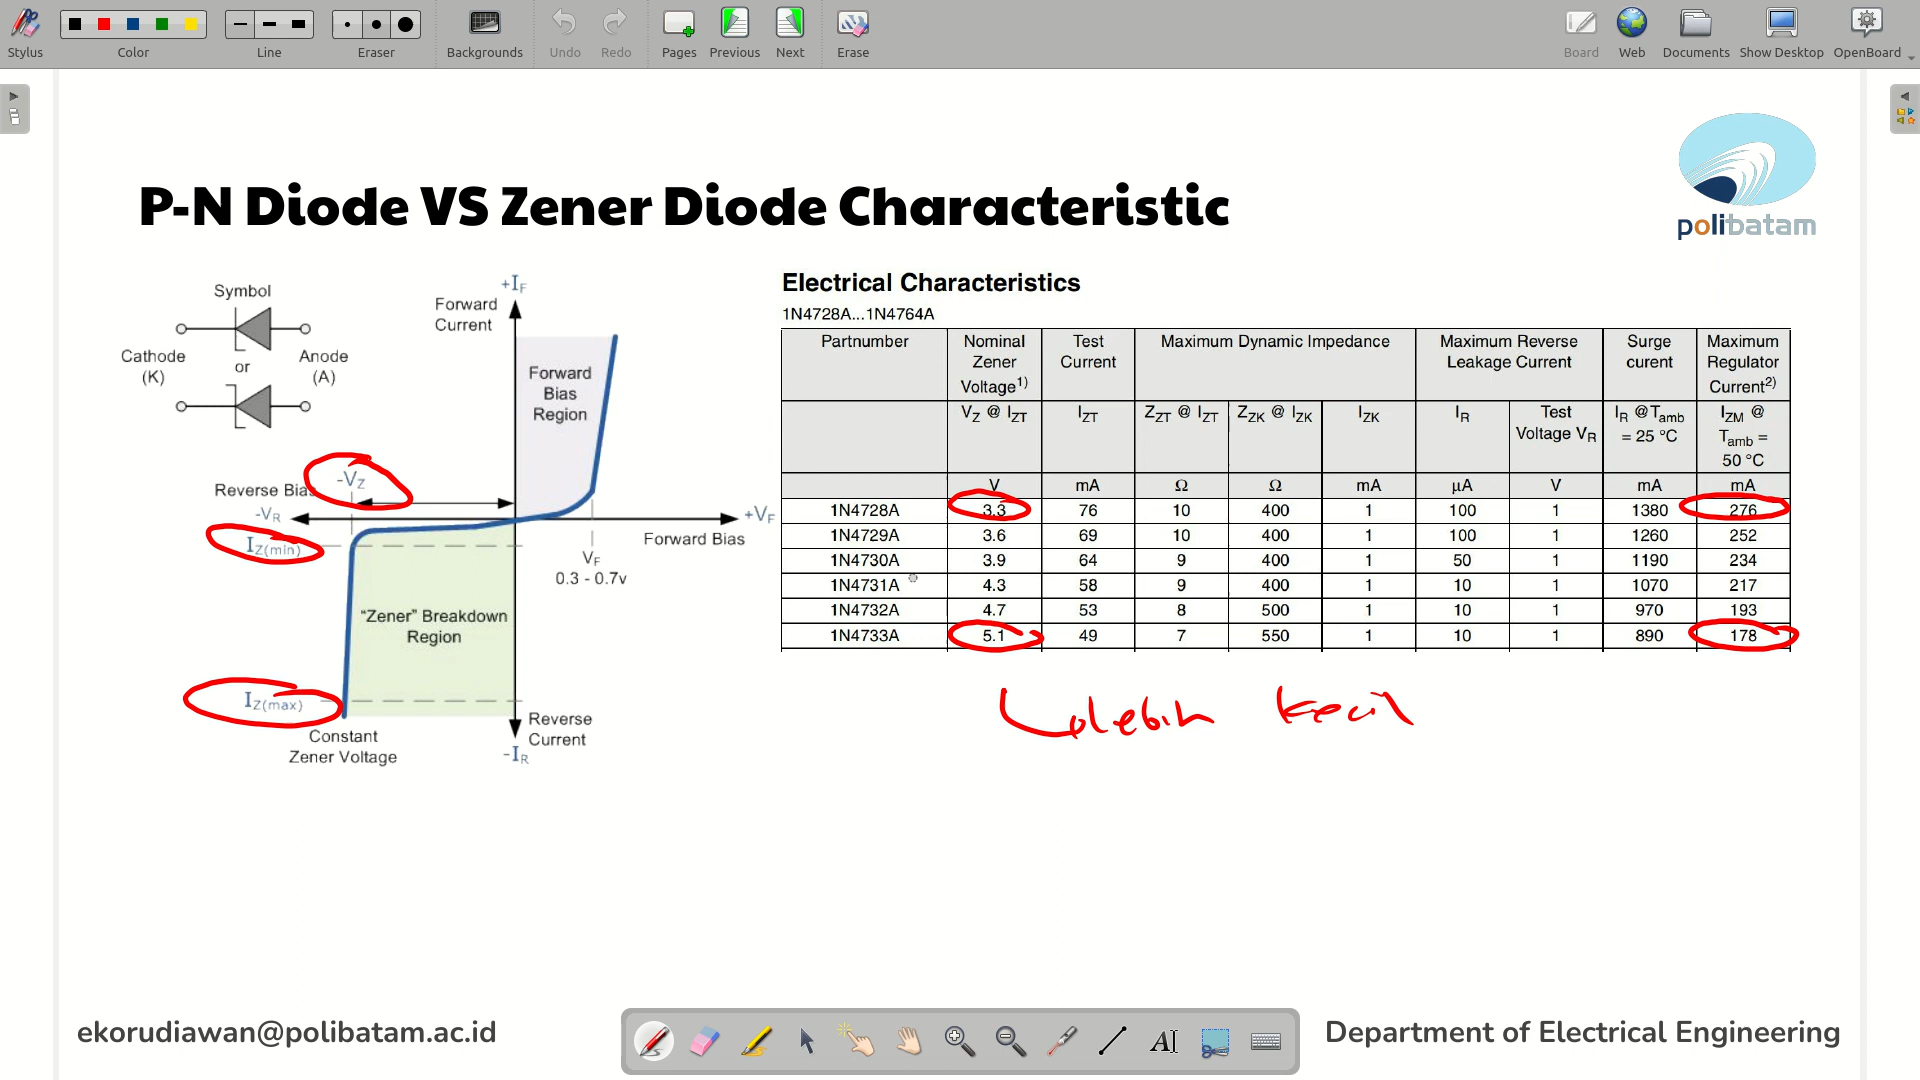 Stylus
Color
Line
Eraser
Backgrounds
Undo
Redo
Pages
Previous
Next
Erase
Board
Web
Documents
Show Desktop
OpenBoard
P-N Diode VS Zener Diode Characteristic
polibatam
Symbol
Cathode
(K)
or
Anode
(A)
+IF
Forward
Current
Forward
Bias
Region
-VZ
Reverse Bias
-VR
+VF
Forward Bias
IZ(min)
VF
0.3 - 0.7v
"Zener" Breakdown
Region
IZ(max)
Constant
Zener Voltage
Reverse
Current
-IR
Electrical Characteristics
1N4728A...1N4764A
Partnumber Nominal Zener Voltage1) Test Current Maximum Dynamic Impedance Maximum Reverse Leakage Current Surge curent Maximum Regulator Current2)
VZ @ IZT IZT ZZT @ IZT ZZK @ IZK IZK IR Test Voltage VR IR @Tamb = 25 °C IZM @ Tamb = 50 °C
V mA Ω Ω mA µA V mA mA
1N4728A 3.3 76 10 400 1 100 1 1380 276
1N4729A 3.6 69 10 400 1 100 1 1260 252
1N4730A 3.9 64 9 400 1 50 1 1190 234
1N4731A 4.3 58 9 400 1 10 1 1070 217
1N4732A 4.7 53 8 500 1 10 1 970 193
1N4733A 5.1 49 7 550 1 10 1 890 178
lebih kecil
ekorudiawan@polibatam.ac.id
Department of Electrical Engineering